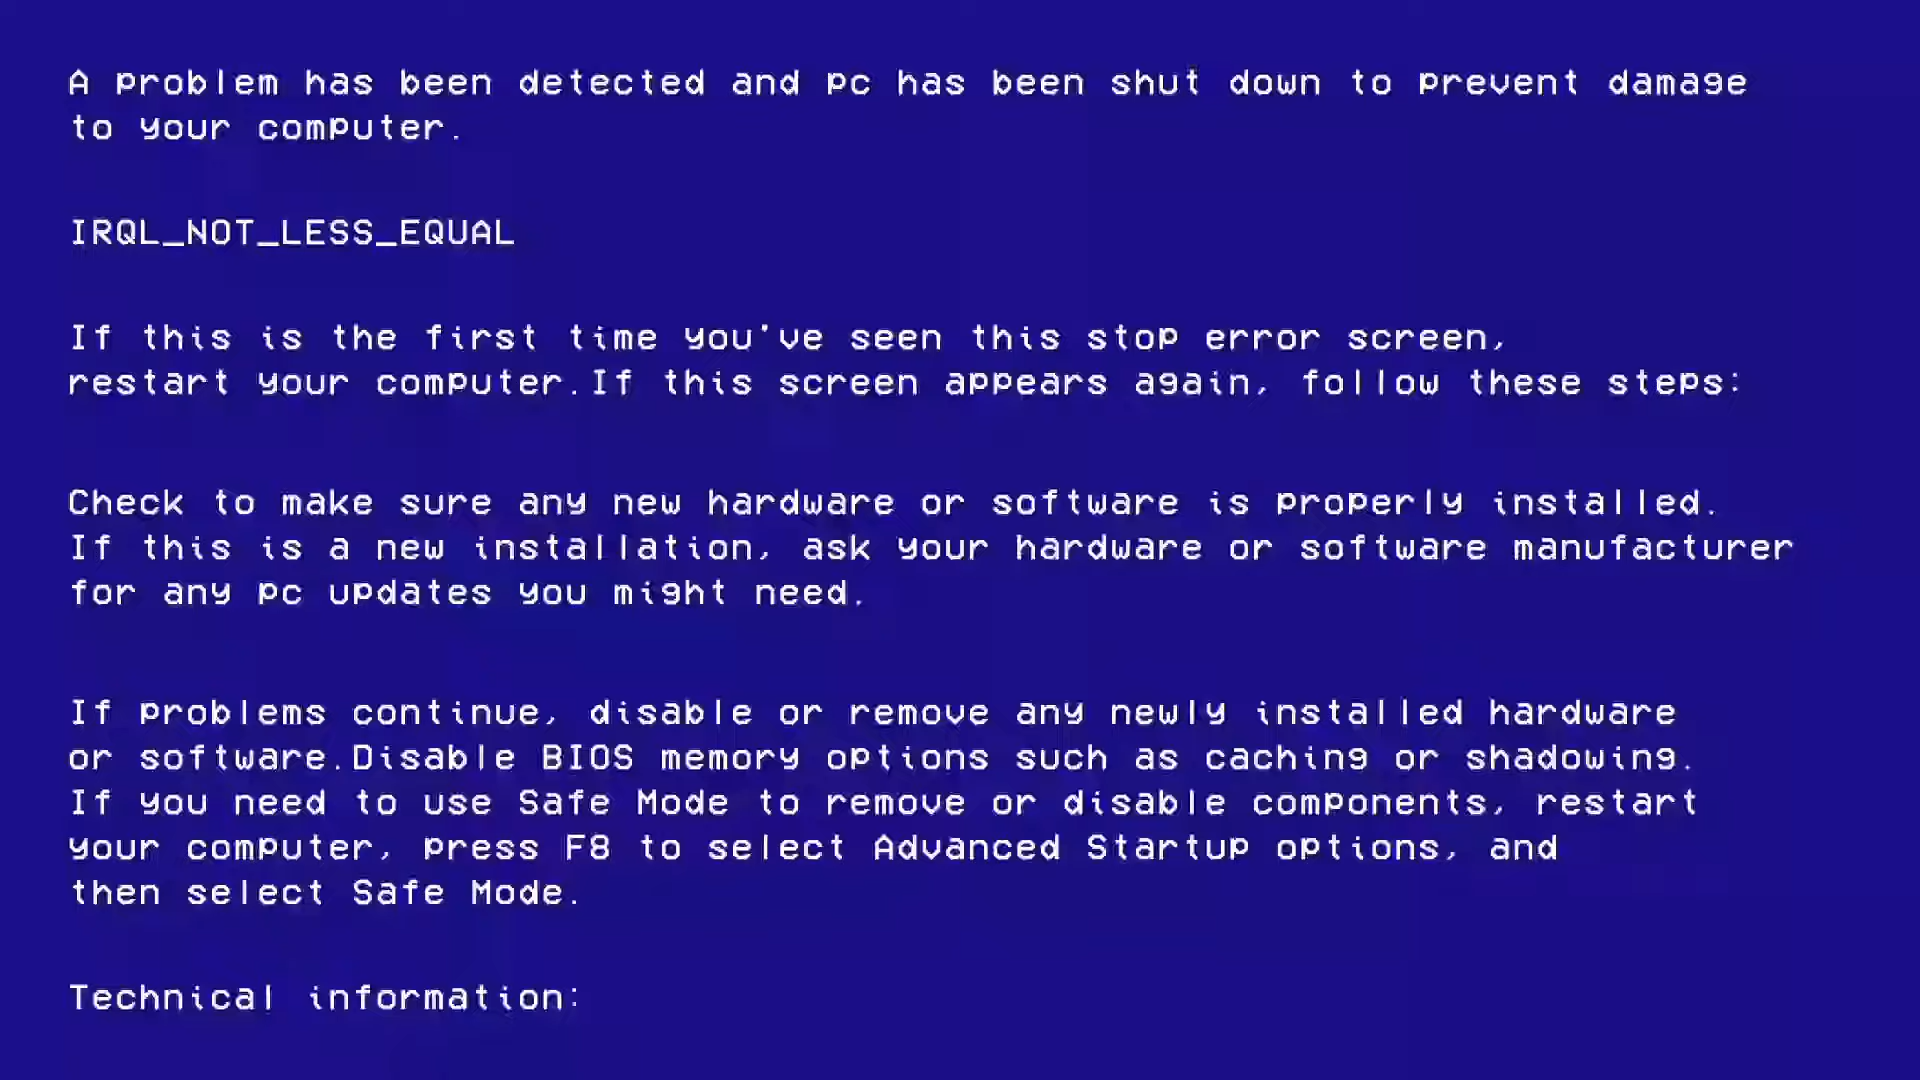 A problem has been detected and pc has been shut down to prevent damage
to your computer.
IRQL_NOT_LESS_EQUAL
If this is the first time you've seen this stop error screen,
restart your computer.If this screen appears again, follow these steps:
Check to make sure any new hardware or software is properly installed.
If this is a new installation, ask your hardware or software manufacturer
for any pc updates you might need.
If problems continue, disable or remove any newly installed hardware
or software.Disable BIOS memory options such as caching or shadowing.
If you need to use Safe Mode to remove or disable components, restart
your computer, press F8 to select Advanced Startup options, and
then select Safe Mode.
Technical information: